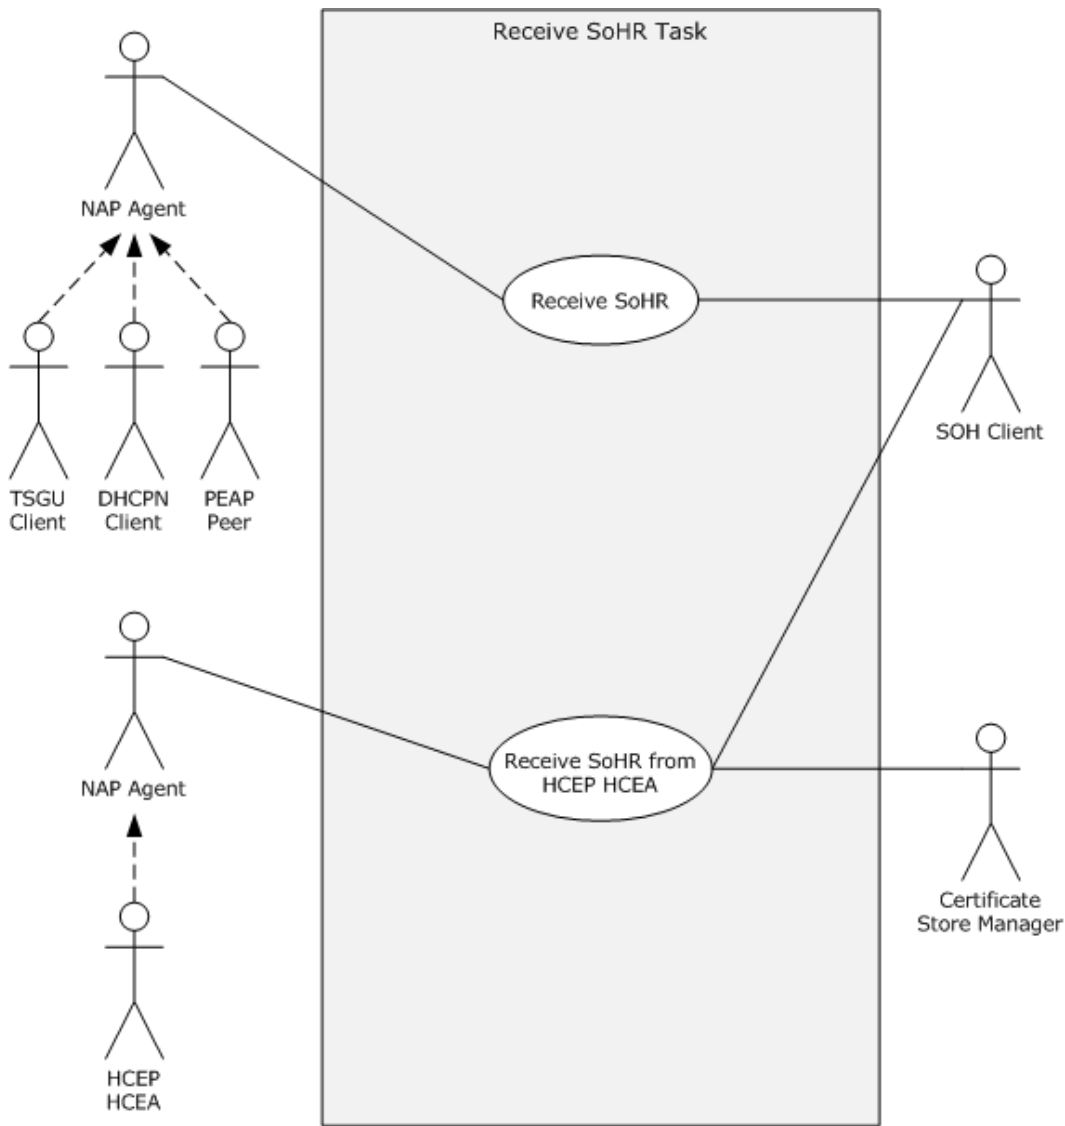 Receive SoHR Task
NAP Agent
Receive SoHR
SOH Client
TSGU
Client
DHCPN
Client
PEAP
Peer
NAP Agent
Receive SoHR from
HCEP HCEA
Certificate
Store Manager
HCEP
HCEA